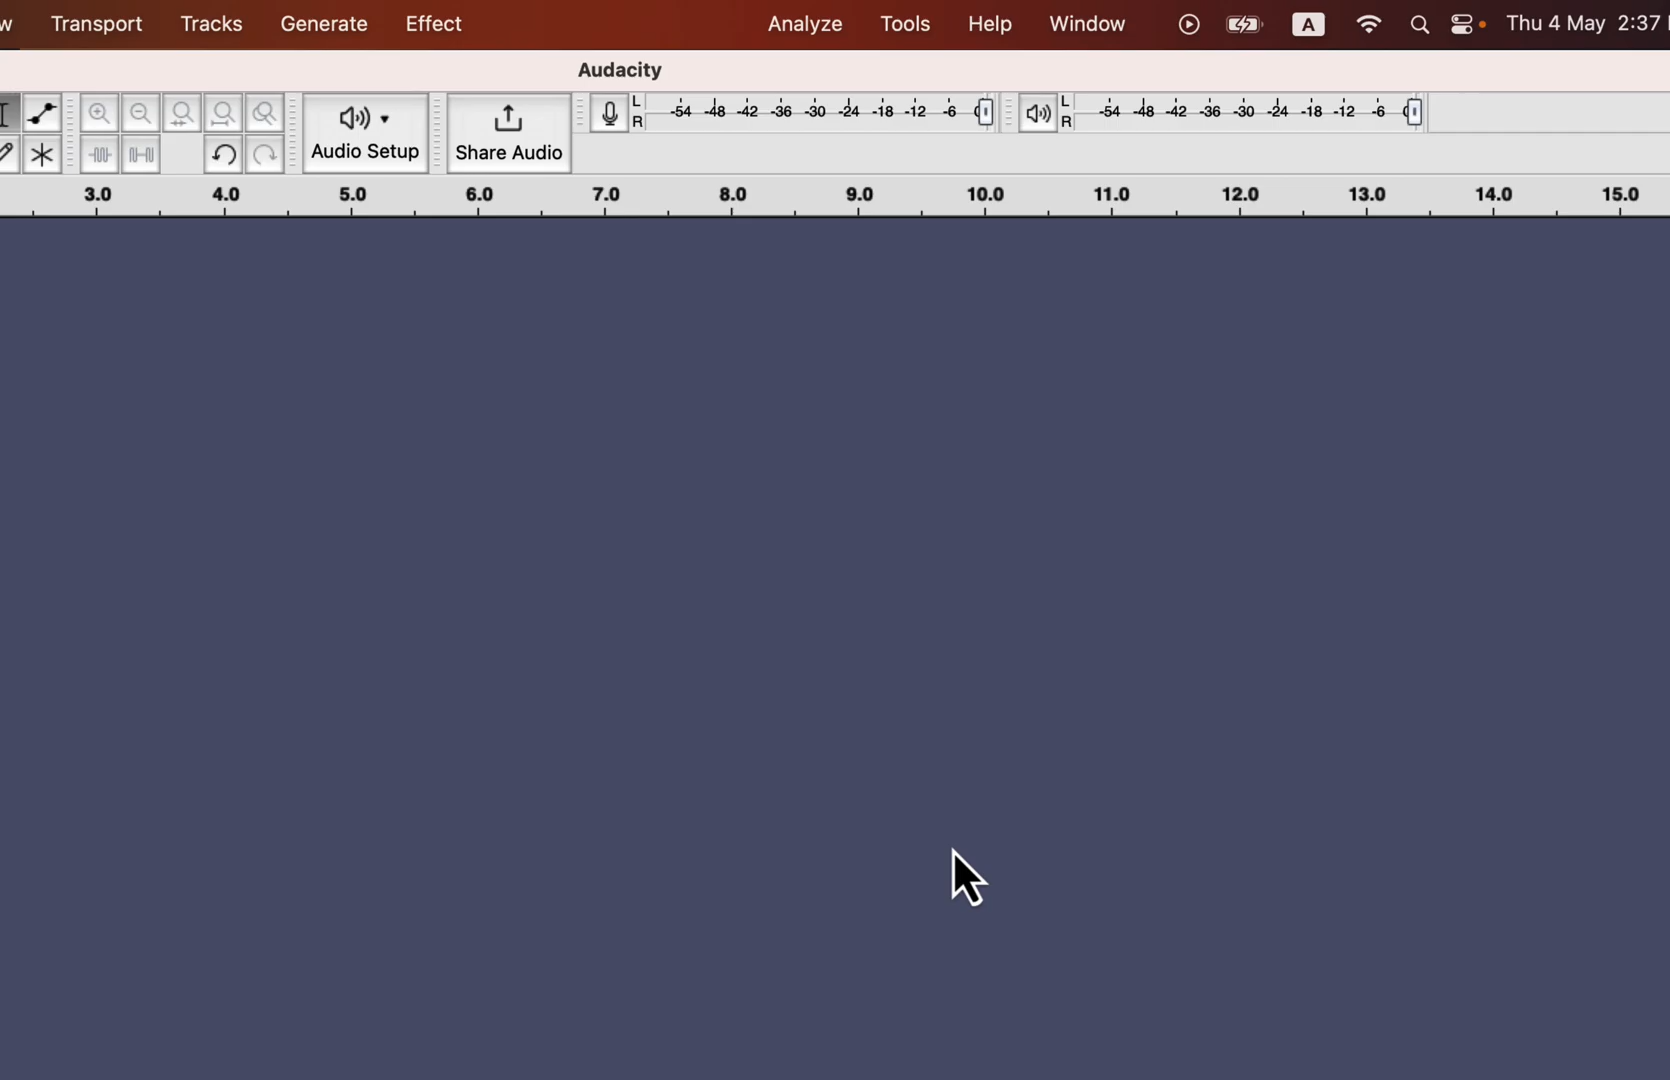 w Transport Tracks Generate Effect Analyze Tools Help Window A Thu 4 May 2:37
Audacity
L -54 -48 -42 -36 -30 -24 -18 -12 -6 L -54 -48 -42 -36 -30 -24 -18 -12 -6
R R
Audio Setup Share Audio
3.0 4.0 5.0 6.0 7.0 8.0 9.0 10.0 11.0 12.0 13.0 14.0 15.0